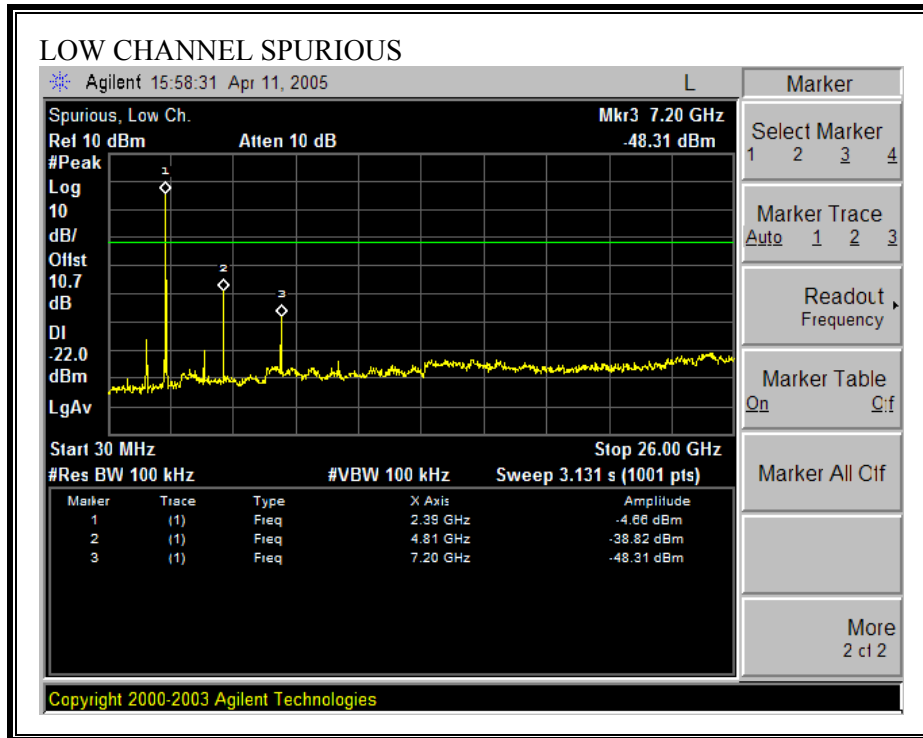 LOW CHANNEL SPURIOUS
Agilent 15:58:31 Apr 11, 2005 L
Spurious, Low Ch. Mkr3 7.20 GHz
Ref 10 dBm Atten 10 dB -48.31 dBm
#Peak
Log
10
dB/
Offst
10.7
dB
DI
-22.0
dBm
LgAv
1
2
3
Start 30 MHz Stop 26.00 GHz
#Res BW 100 kHz #VBW 100 kHz Sweep 3.131 s (1001 pts)
Marker Trace Type X Axis Amplitude
1 (1) Freq 2.39 GHz -4.66 dBm
2 (1) Freq 4.81 GHz -38.82 dBm
3 (1) Freq 7.20 GHz -48.31 dBm
Marker
Select Marker
1 2 3 4
Marker Trace
Auto 1 2 3
Readout
Frequency
Marker Table
On Off
Marker All Off
More
2 of 2
Copyright 2000-2003 Agilent Technologies